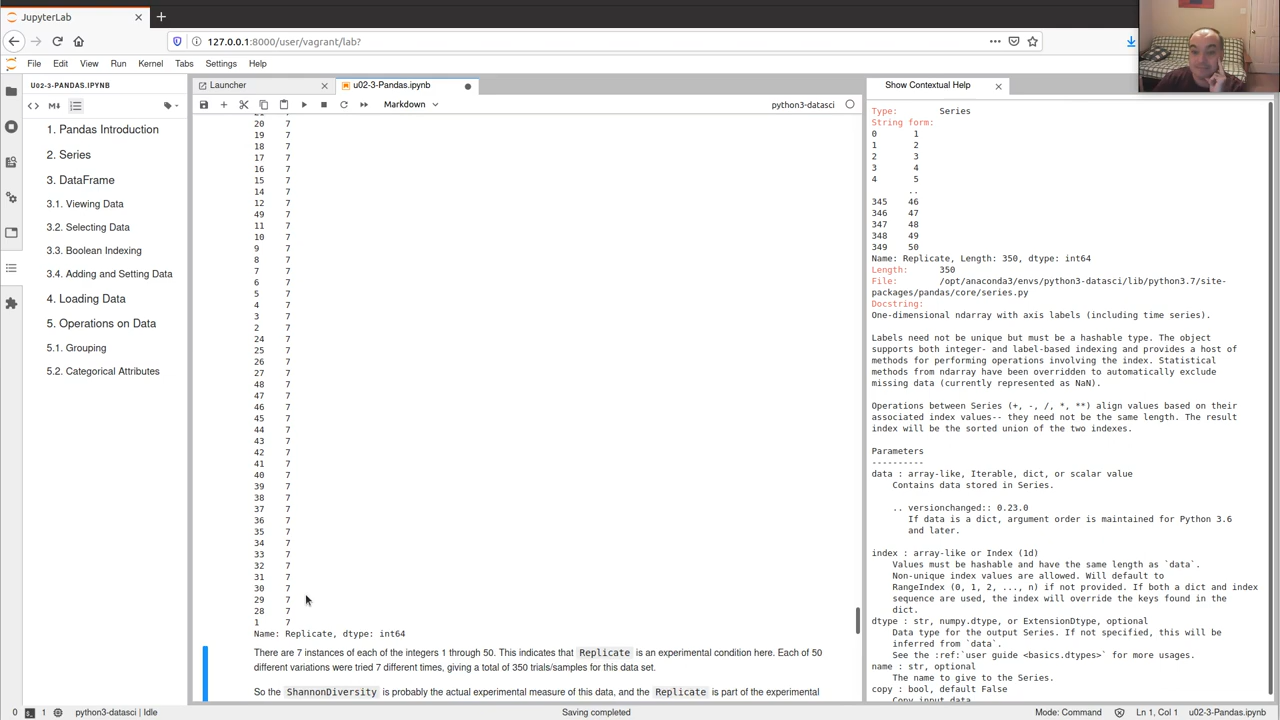 JupyterLab
127.0.0.1:8000/user/vagrant/lab?
File Edit View Run Kernel Tabs Settings Help
U02-3-PANDAS.IPYNB
1. Pandas Introduction
2. Series
3. DataFrame
3.1. Viewing Data
3.2. Selecting Data
3.3. Boolean Indexing
3.4. Adding and Setting Data
4. Loading Data
5. Operations on Data
5.1. Grouping
5.2. Categorical Attributes
Launcher
u02-3-Pandas.ipynb
Markdown
python3-datasci
21 7
20 7
19 7
18 7
17 7
16 7
15 7
14 7
12 7
49 7
11 7
10 7
9 7
8 7
7 7
6 7
5 7
4 7
3 7
2 7
24 7
25 7
26 7
27 7
48 7
47 7
46 7
45 7
44 7
43 7
42 7
41 7
40 7
39 7
38 7
37 7
36 7
35 7
34 7
33 7
32 7
31 7
30 7
29 7
28 7
1 7
Name: Replicate, dtype: int64
There are 7 instances of each of the integers 1 through 50. This indicates that Replicate is an experimental condition here. Each of 50
different variations were tried 7 different times, giving a total of 350 trials/samples for this data set.
So the ShannonDiversity is probably the actual experimental measure of this data, and the Replicate is part of the experimental
Show Contextual Help
Type: Series
String form:
0 1
1 2
2 3
3 4
4 5
..
345 46
346 47
347 48
348 49
349 50
Name: Replicate, Length: 350, dtype: int64
Length: 350
File: /opt/anaconda3/envs/python3-datasci/lib/python3.7/site-
packages/pandas/core/series.py
Docstring:
One-dimensional ndarray with axis labels (including time series).
Labels need not be unique but must be a hashable type. The object
supports both integer- and label-based indexing and provides a host of
methods for performing operations involving the index. Statistical
methods from ndarray have been overridden to automatically exclude
missing data (currently represented as NaN).
Operations between Series (+, -, /, *, **) align values based on their
associated index values-- they need not be the same length. The result
index will be the sorted union of the two indexes.
Parameters
----------
data : array-like, Iterable, dict, or scalar value
Contains data stored in Series.
.. versionchanged:: 0.23.0
If data is a dict, argument order is maintained for Python 3.6
and later.
index : array-like or Index (1d)
Values must be hashable and have the same length as `data`.
Non-unique index values are allowed. Will default to
RangeIndex (0, 1, 2, ..., n) if not provided. If both a dict and index
sequence are used, the index will override the keys found in the
dict.
dtype : str, numpy.dtype, or ExtensionDtype, optional
Data type for the output Series. If not specified, this will be
inferred from `data`.
See the :ref:`user guide <basics.dtypes>` for more usages.
name : str, optional
The name to give to the Series.
copy : bool, default False
Copy input data.
0 1 python3-datasci | Idle
Saving completed
Mode: Command Ln 1, Col 1 u02-3-Pandas.ipynb